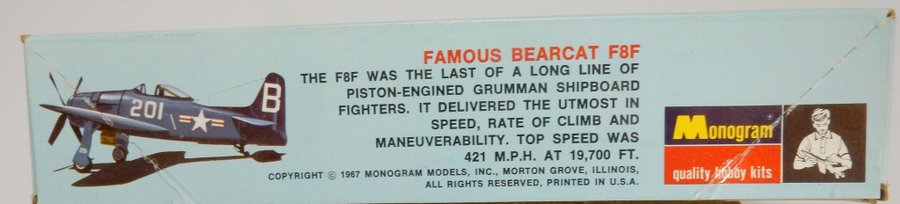 FAMOUS BEARCAT F8F
THE F8F WAS THE LAST OF A LONG LINE OF
PISTON-ENGINED GRUMMAN SHIPBOARD
FIGHTERS. IT DELIVERED THE UTMOST IN
SPEED, RATE OF CLIMB AND
MANEUVERABILITY. TOP SPEED WAS
421 M.P.H. AT 19,700 FT.
COPYRIGHT © 1967 MONOGRAM MODELS, INC., MORTON GROVE, ILLINOIS,
ALL RIGHTS RESERVED, PRINTED IN U.S.A.
201
B
Monogram
quality hobby kits